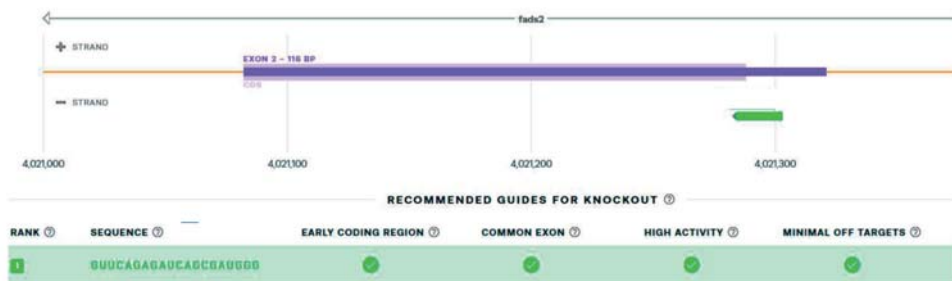 fads2
STRAND
EXON 2 – 116 BP
CDS
STRAND
4,021,000 4,021,100 4,021,200 4,021,300
RECOMMENDED GUIDES FOR KNOCKOUT
RANK SEQUENCE EARLY CODING REGION COMMON EXON HIGH ACTIVITY MINIMAL OFF TARGETS
1